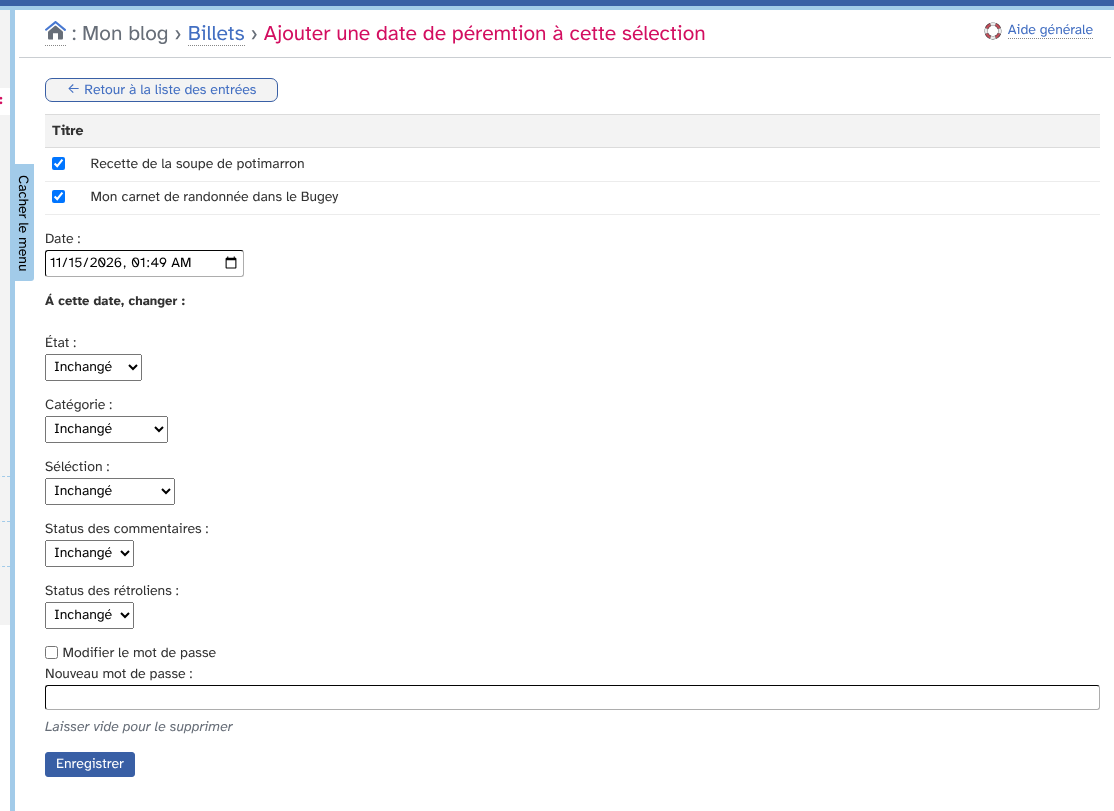 : Mon blog › Billets › Ajouter une date de péremtion à cette sélection
Aide générale
← Retour à la liste des entrées
Titre
Recette de la soupe de potimarron
Mon carnet de randonnée dans le Bugey
Cacher le menu
Date :
11/15/2026, 01:49 AM
Á cette date, changer :
État :
Inchangé
Catégorie :
Inchangé
Séléction :
Inchangé
Status des commentaires :
Inchangé
Status des rétroliens :
Inchangé
Modifier le mot de passe
Nouveau mot de passe :
Laisser vide pour le supprimer
Enregistrer